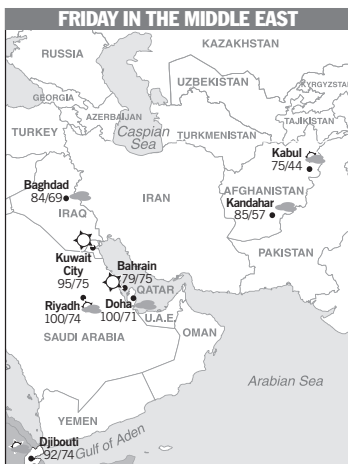 FRIDAY IN THE MIDDLE EAST
KAZAKHSTAN
RUSSIA
UZBEKISTAN
KYRGYZSTAN
GEORGIA
TAJIKISTAN
AZERBAIJAN
TURKEY
Caspian
Sea
TURKMENISTAN
Kabul
75/44
Baghdad
84/69
IRAN
AFGHANISTAN
Kandahar
85/57
IRAQ
PAKISTAN
Kuwait
City
95/75
Bahrain
79/75
QATAR
Riyadh
100/74
Doha
100/71
U.A.E.
OMAN
SAUDI ARABIA
Arabian Sea
YEMEN
Djibouti
92/74
Gulf of Aden